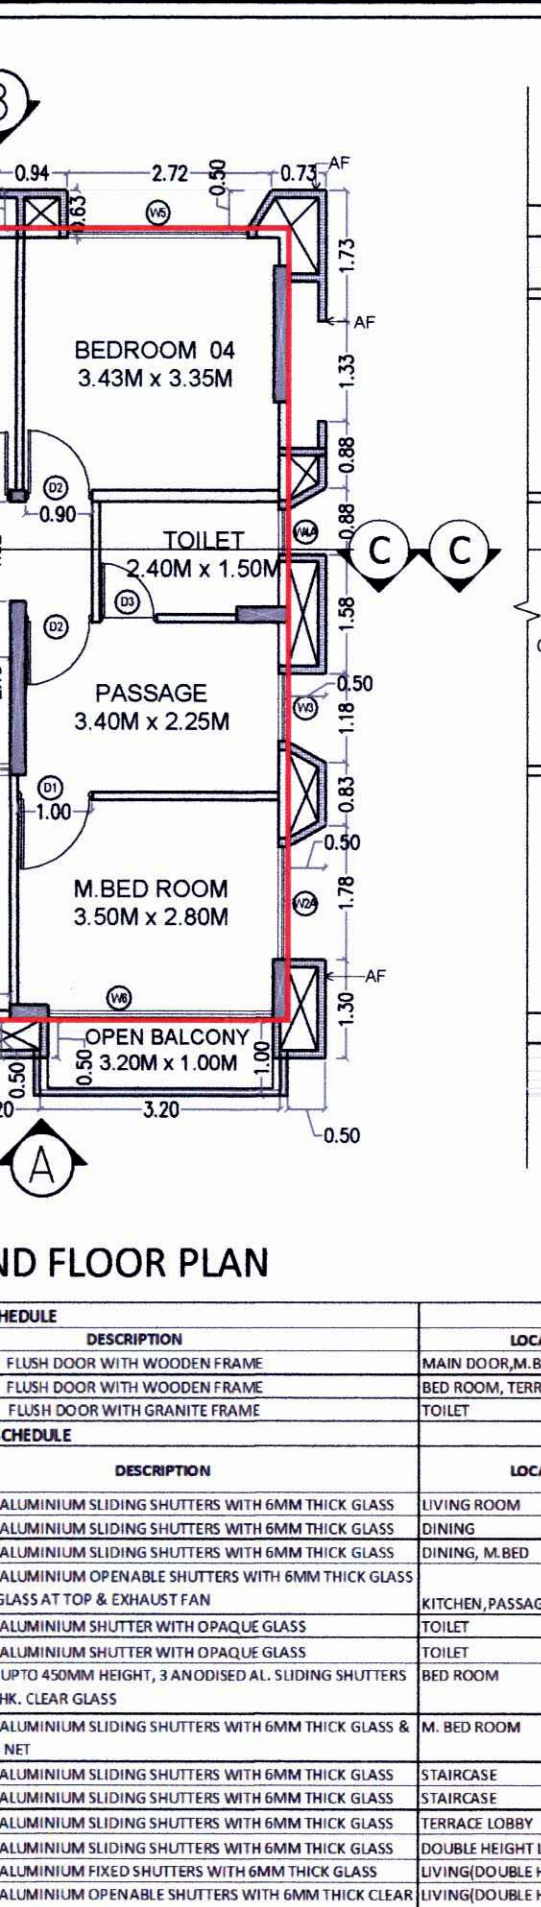 0.94
2.72
0.50
0.73
AF
0.63
W5
1.73
BEDROOM 04
3.43M x 3.35M
AF
1.33
0.88
D2
0.90
W4A
0.88
TOILET
2.40M x 1.50M
C
C
D3
1.58
D2
PASSAGE
3.40M x 2.25M
0.50
W3
1.18
D1
1.00
0.83
0.50
M.BED ROOM
3.50M x 2.80M
W2A
1.78
AF
W6
1.30
OPEN BALCONY
3.20M x 1.00M
0.50
0.50
1.00
3.20
0.50
A
ND FLOOR PLAN
HEDULE
DESCRIPTION LOCA
FLUSH DOOR WITH WOODEN FRAME MAIN DOOR,M.B
FLUSH DOOR WITH WOODEN FRAME BED ROOM, TERR
FLUSH DOOR WITH GRANITE FRAME TOILET
CHEDULE
DESCRIPTION LOCA
ALUMINIUM SLIDING SHUTTERS WITH 6MM THICK GLASS LIVING ROOM
ALUMINIUM SLIDING SHUTTERS WITH 6MM THICK GLASS DINING
ALUMINIUM SLIDING SHUTTERS WITH 6MM THICK GLASS DINING, M.BED
ALUMINIUM OPENABLE SHUTTERS WITH 6MM THICK GLASS
GLASS AT TOP & EXHAUST FAN KITCHEN,PASSAG
ALUMINIUM SHUTTER WITH OPAQUE GLASS TOILET
ALUMINIUM SHUTTER WITH OPAQUE GLASS TOILET
UPTO 450MM HEIGHT, 3 ANODISED AL. SLIDING SHUTTERS BED ROOM
HK. CLEAR GLASS
ALUMINIUM SLIDING SHUTTERS WITH 6MM THICK GLASS & M. BED ROOM
NET
ALUMINIUM SLIDING SHUTTERS WITH 6MM THICK GLASS STAIRCASE
ALUMINIUM SLIDING SHUTTERS WITH 6MM THICK GLASS STAIRCASE
ALUMINIUM SLIDING SHUTTERS WITH 6MM THICK GLASS TERRACE LOBBY
ALUMINIUM SLIDING SHUTTERS WITH 6MM THICK GLASS DOUBLE HEIGHT L
ALUMINIUM FIXED SHUTTERS WITH 6MM THICK GLASS LIVING(DOUBLE H
ALUMINIUM OPENABLE SHUTTERS WITH 6MM THICK CLEAR LIVING(DOUBLE H